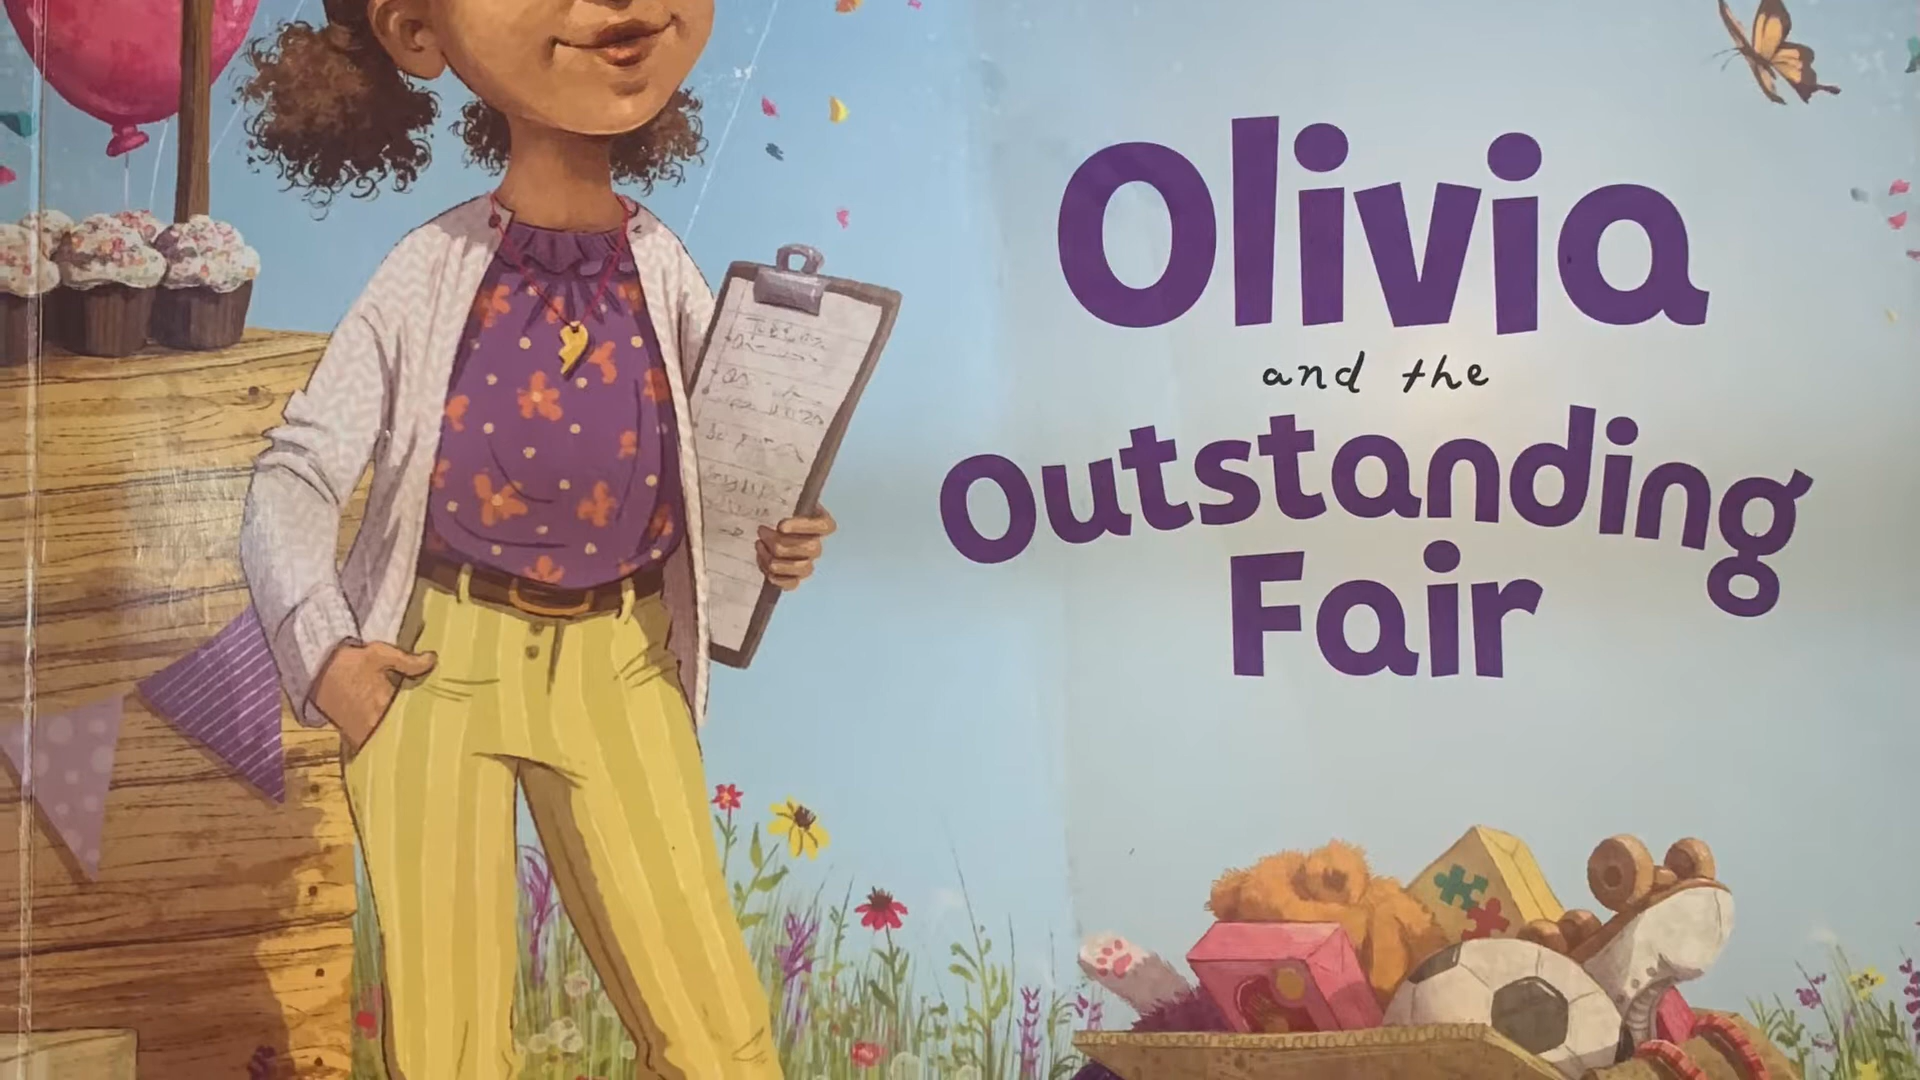 Olivia
and the
Outstanding
Fair